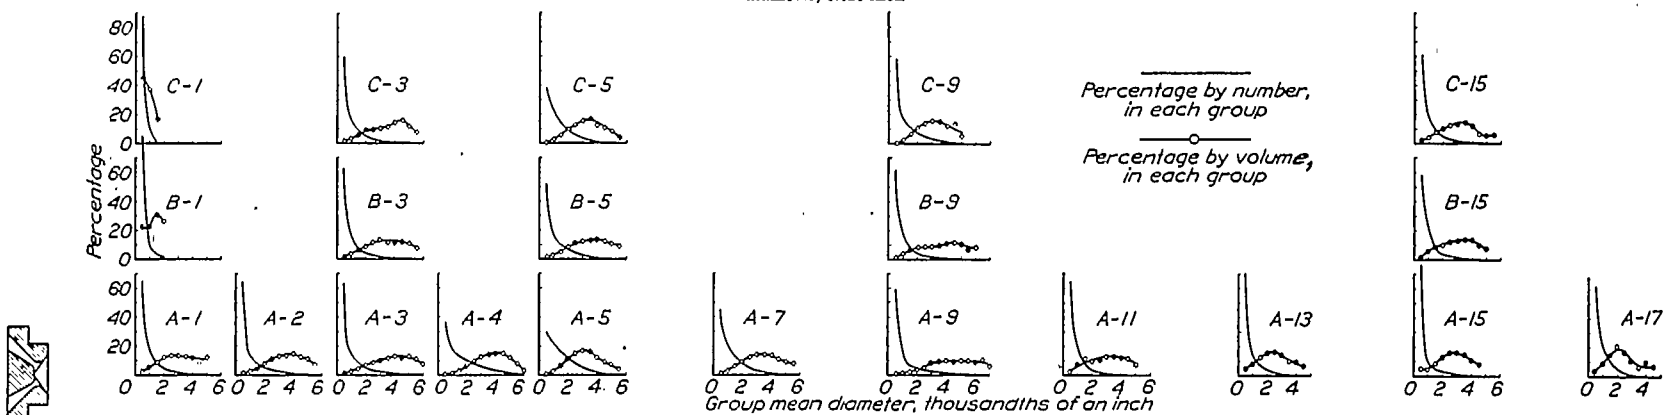 80
60
40
20
0
C-1
C-3
C-5
C-9
C-15
Percentage by number,
in each group
Percentage by volume,
in each group
Percentage
60
40
20
0
B-1
B-3
B-5
B-9
B-15
60
40
20
A-1
A-2
A-3
A-4
A-5
A-7
A-9
A-11
A-13
A-15
A-17
0 2 4 6 0 2 4 6 0 2 4 6 0 2 4 6 0 2 4 6 0 2 4 6 0 2 4 6 0 2 4 6 0 2 4 0 2 4 6 0 2 4
Group mean diameter, thousandths of an inch